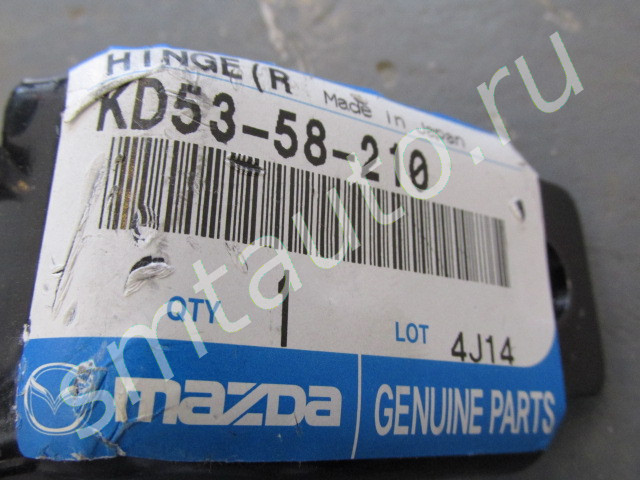 HINGE(R Made in Japan
KD53-58-210
QTY 1
LOT 4J14
mazda GENUINE PARTS
smtauto.ru